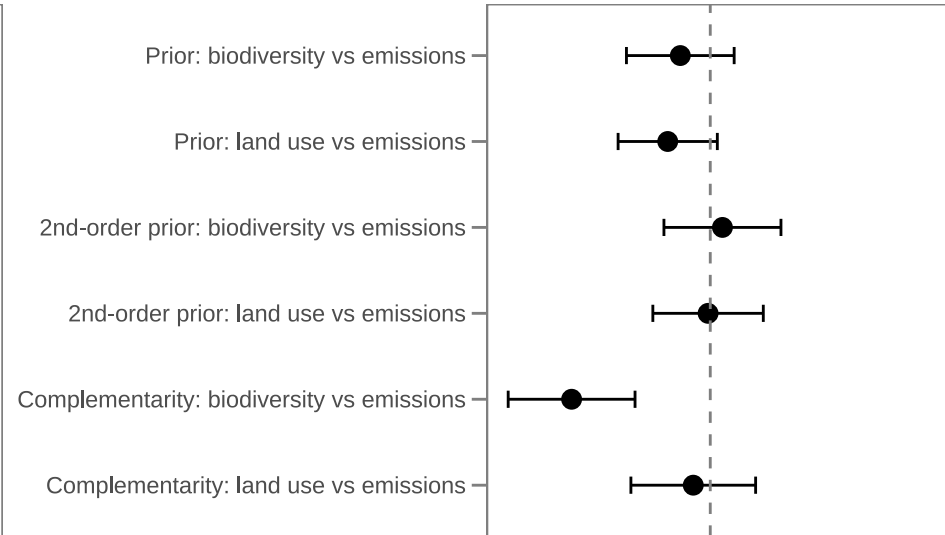 Prior: biodiversity vs emissions
Prior: land use vs emissions
2nd-order prior: biodiversity vs emissions
2nd-order prior: land use vs emissions
Complementarity: biodiversity vs emissions
Complementarity: land use vs emissions